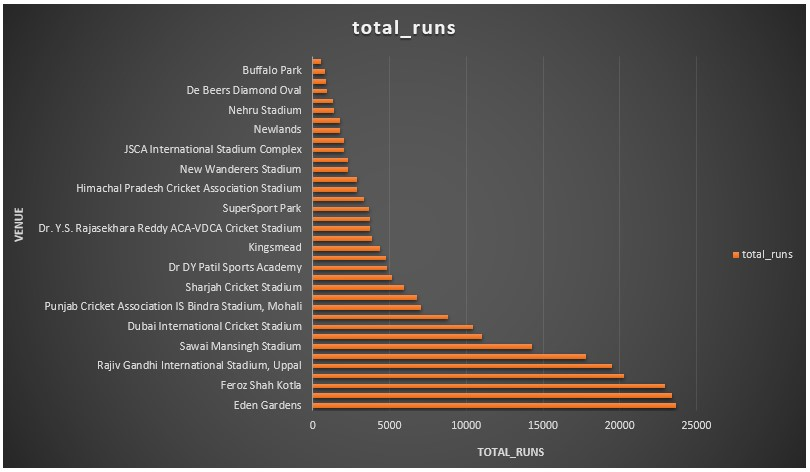 total_runs
Buffalo Park
De Beers Diamond Oval
Nehru Stadium
Newlands
JSCA International Stadium Complex
New Wanderers Stadium
Himachal Pradesh Cricket Association Stadium
SuperSport Park
Dr. Y.S. Rajasekhara Reddy ACA-VDCA Cricket Stadium
Kingsmead
Dr DY Patil Sports Academy
Sharjah Cricket Stadium
Punjab Cricket Association IS Bindra Stadium, Mohali
Dubai International Cricket Stadium
Sawai Mansingh Stadium
Rajiv Gandhi International Stadium, Uppal
Feroz Shah Kotla
Eden Gardens
VENUE
0 5000 10000 15000 20000 25000
TOTAL_RUNS
total_runs